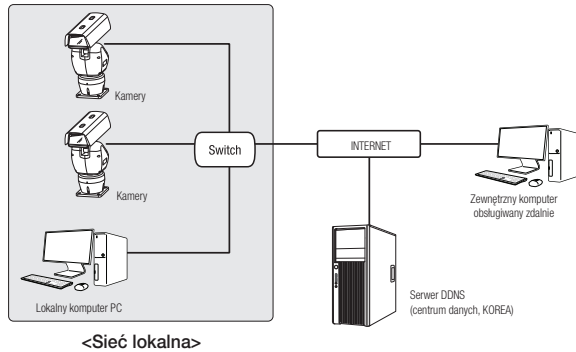 Kamery
Kamery
Switch
INTERNET
Zewnętrzny komputer
obsługiwany zdalnie
Lokalny komputer PC
Serwer DDNS
(centrum danych, KOREA)
<Sieć lokalna>